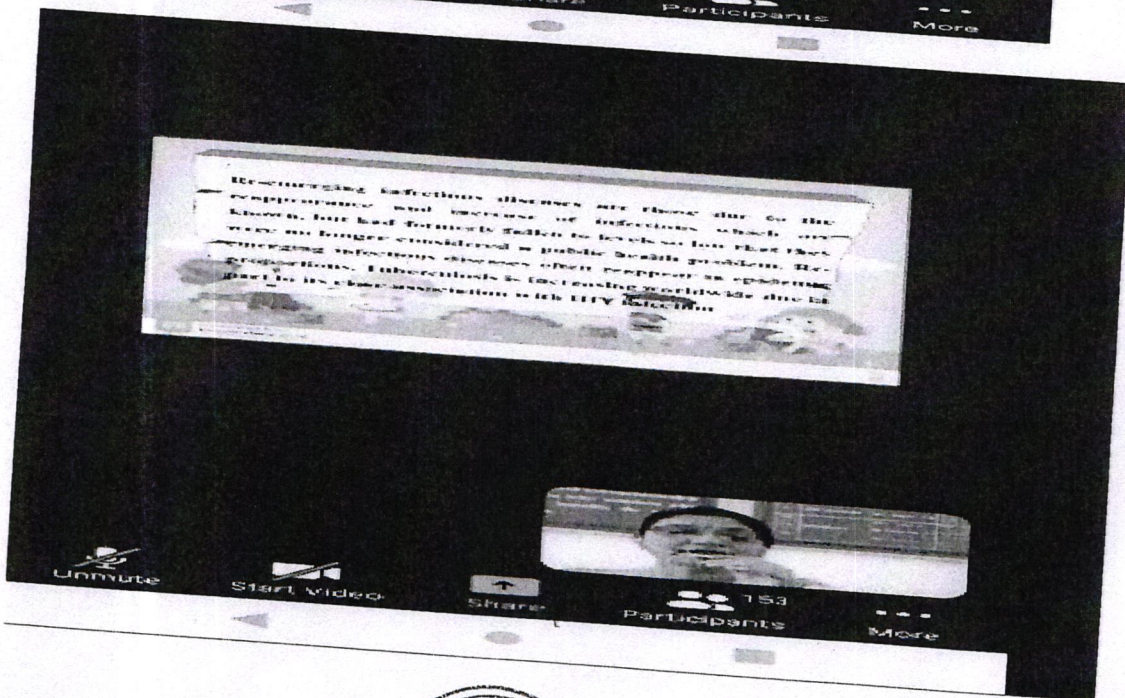 Share Participants More
Re-emerging infectious diseases are those due to the
reappearance and increase of infections which are
known, but had formerly fallen to levels so low that they
were no longer considered a public health problem. Re-
emerging infectious diseases often reappear in epidemic
proportions. Tuberculosis is increasing worldwide due in
part to its close association with HIV infection
153
Unmute Start Video Share Participants More